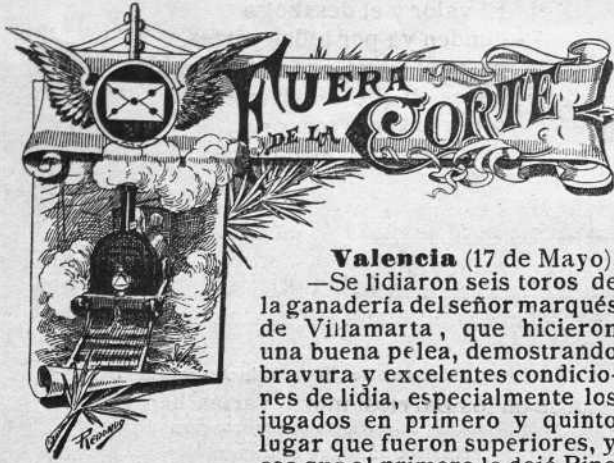 FUERA
DE LA CORTE
Valencia (17 de Mayo)
—Se lidiaron seis toros de
la ganadería del señor marqués
de Villamarta, que hicieron
una buena pelea, demostrando
bravura y excelentes condicio-
nes de lidia, especialmente los
jugados en primero y quinto
lugar que fueron superiores, y
REDONDO